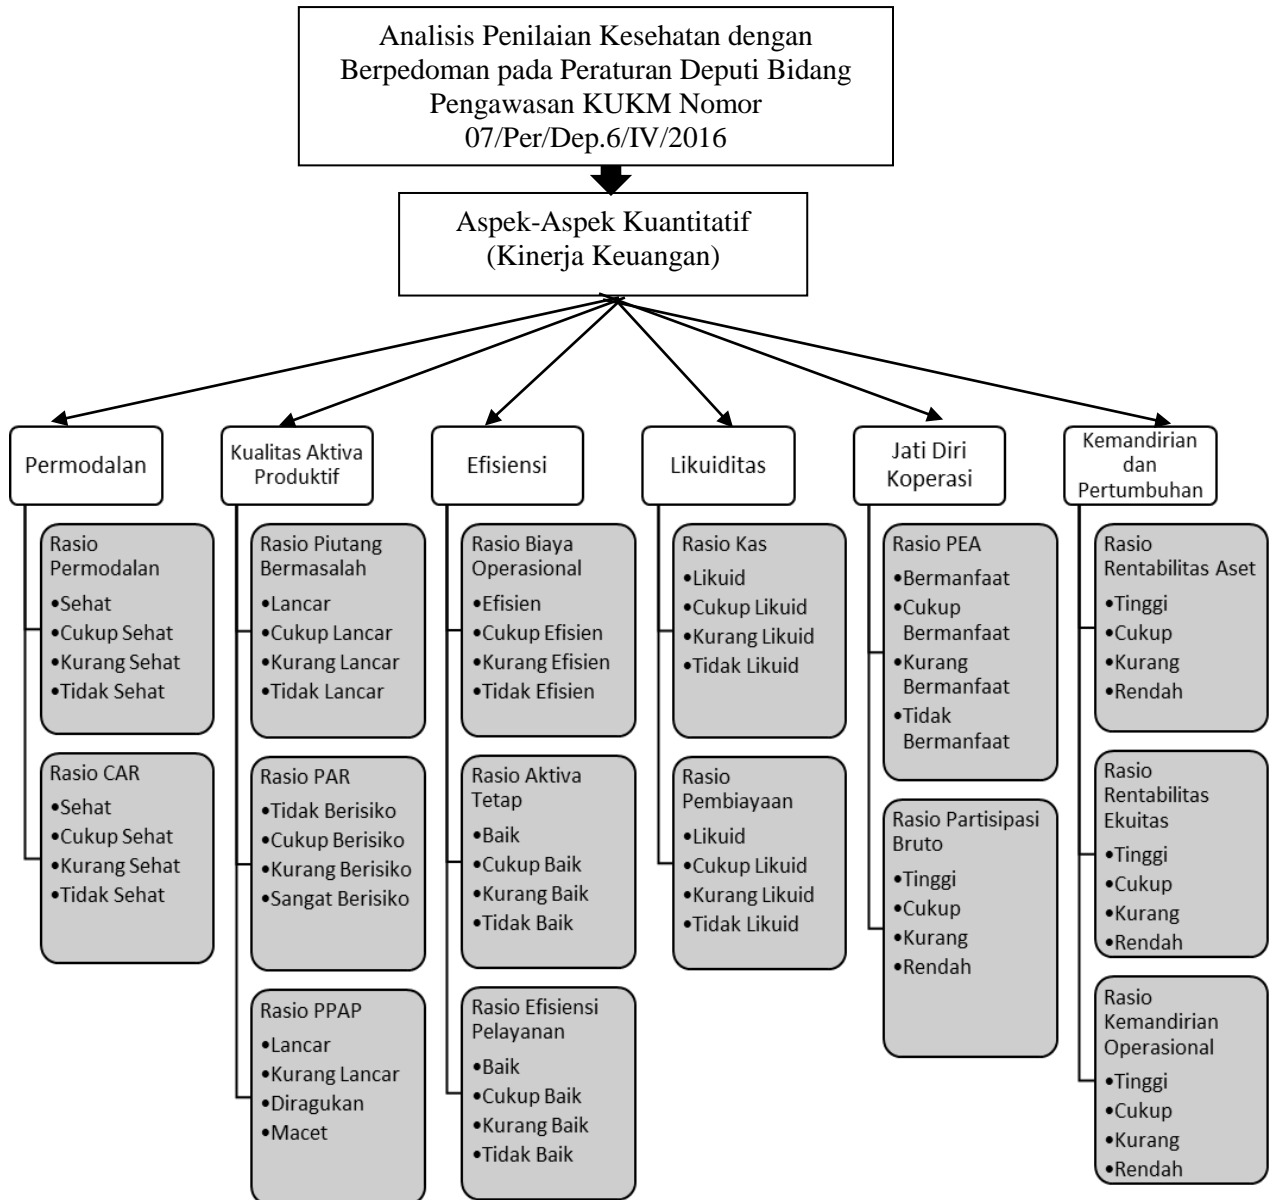 Analisis Penilaian Kesehatan dengan
Berpedoman pada Peraturan Deputi Bidang
Pengawasan KUKM Nomor
07/Per/Dep.6/IV/2016
Aspek-Aspek Kuantitatif
(Kinerja Keuangan)
Permodalan
Rasio
Permodalan
•Sehat
•Cukup Sehat
•Kurang Sehat
•Tidak Sehat
Rasio CAR
•Sehat
•Cukup Sehat
•Kurang Sehat
•Tidak Sehat
Kualitas Aktiva
Produktif
Rasio Piutang
Bermasalah
•Lancar
•Cukup Lancar
•Kurang Lancar
•Tidak Lancar
Rasio PAR
•Tidak Berisiko
•Cukup Berisiko
•Kurang Berisiko
•Sangat Berisiko
Rasio PPAP
•Lancar
•Kurang Lancar
•Diragukan
•Macet
Efisiensi
Rasio Biaya
Operasional
•Efisien
•Cukup Efisien
•Kurang Efisien
•Tidak Efisien
Rasio Aktiva
Tetap
•Baik
•Cukup Baik
•Kurang Baik
•Tidak Baik
Rasio Efisiensi
Pelayanan
•Baik
•Cukup Baik
•Kurang Baik
•Tidak Baik
Likuiditas
Rasio Kas
•Likuid
•Cukup Likuid
•Kurang Likuid
•Tidak Likuid
Rasio
Pembiayaan
•Likuid
•Cukup Likuid
•Kurang Likuid
•Tidak Likuid
Jati Diri
Koperasi
Rasio PEA
•Bermanfaat
•Cukup
Bermanfaat
•Kurang
Bermanfaat
•Tidak
Bermanfaat
Rasio Partisipasi
Bruto
•Tinggi
•Cukup
•Kurang
•Rendah
Kemandirian
dan
Pertumbuhan
Rasio
Rentabilitas Aset
•Tinggi
•Cukup
•Kurang
•Rendah
Rasio
Rentabilitas
Ekuitas
•Tinggi
•Cukup
•Kurang
•Rendah
Rasio
Kemandirian
Operasional
•Tinggi
•Cukup
•Kurang
•Rendah